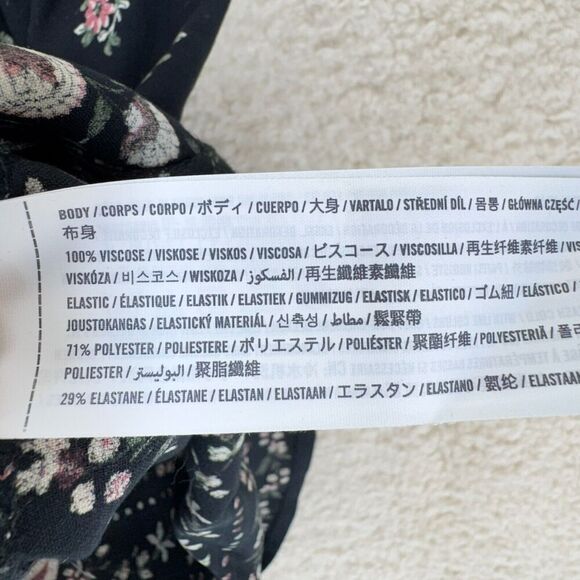 BODY / CORPS / CORPO / ボディ / CUERPO / 大身 / VARTALO / STŘEDNÍ DÍL / 몸통 / GŁÓWNA CZĘŚĆ
布身
100% VISCOSE / VISKOSE / VISKOS / VISCOSA / ビスコース / VISCOSILLA / 再生纤维素纤维 / VIS
VISKÓZA / 비스코스 / WISKOZA / الفسكوز / 再生纖維素纖維
ELASTIC / ÉLASTIQUE / ELASTIK / ELASTIEK / GUMMIZUG / ELASTISK / ELASTICO / ゴム紐 / ELÁSTICO /
JOUSTOKANGAS / ELASTICKÝ MATERIÁL / 신축성 / مطاط / 鬆緊帶
71% POLYESTER / POLIESTERE / ポリエステル / POLIÉSTER / 聚酯纤维 / POLYESTERIÄ / 폴리
POLIESTER / البوليستر / 聚脂纖維
29% ELASTANE / ÉLASTANE / ELASTAN / ELASTAAN / エラスタン / ELASTANO / 氨纶 / ELASTAAN